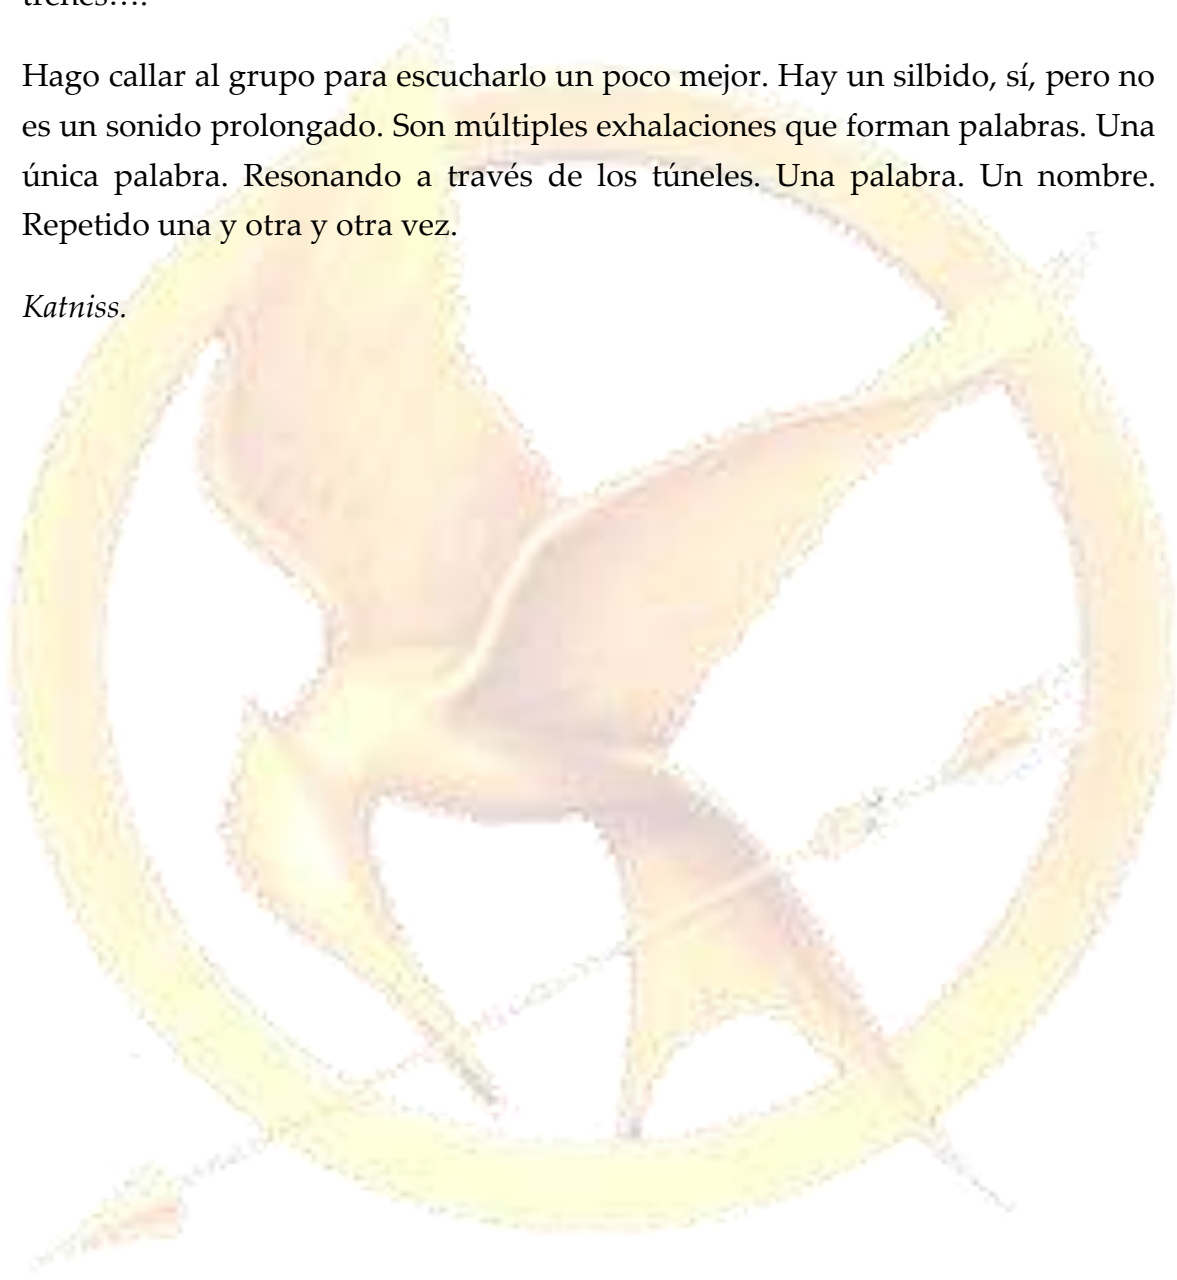 trenes….
Hago callar al grupo para escucharlo un poco mejor. Hay un silbido, sí, pero no
es un sonido prolongado. Son múltiples exhalaciones que forman palabras. Una
única palabra. Resonando a través de los túneles. Una palabra. Un nombre.
Repetido una y otra y otra vez.
Katniss.